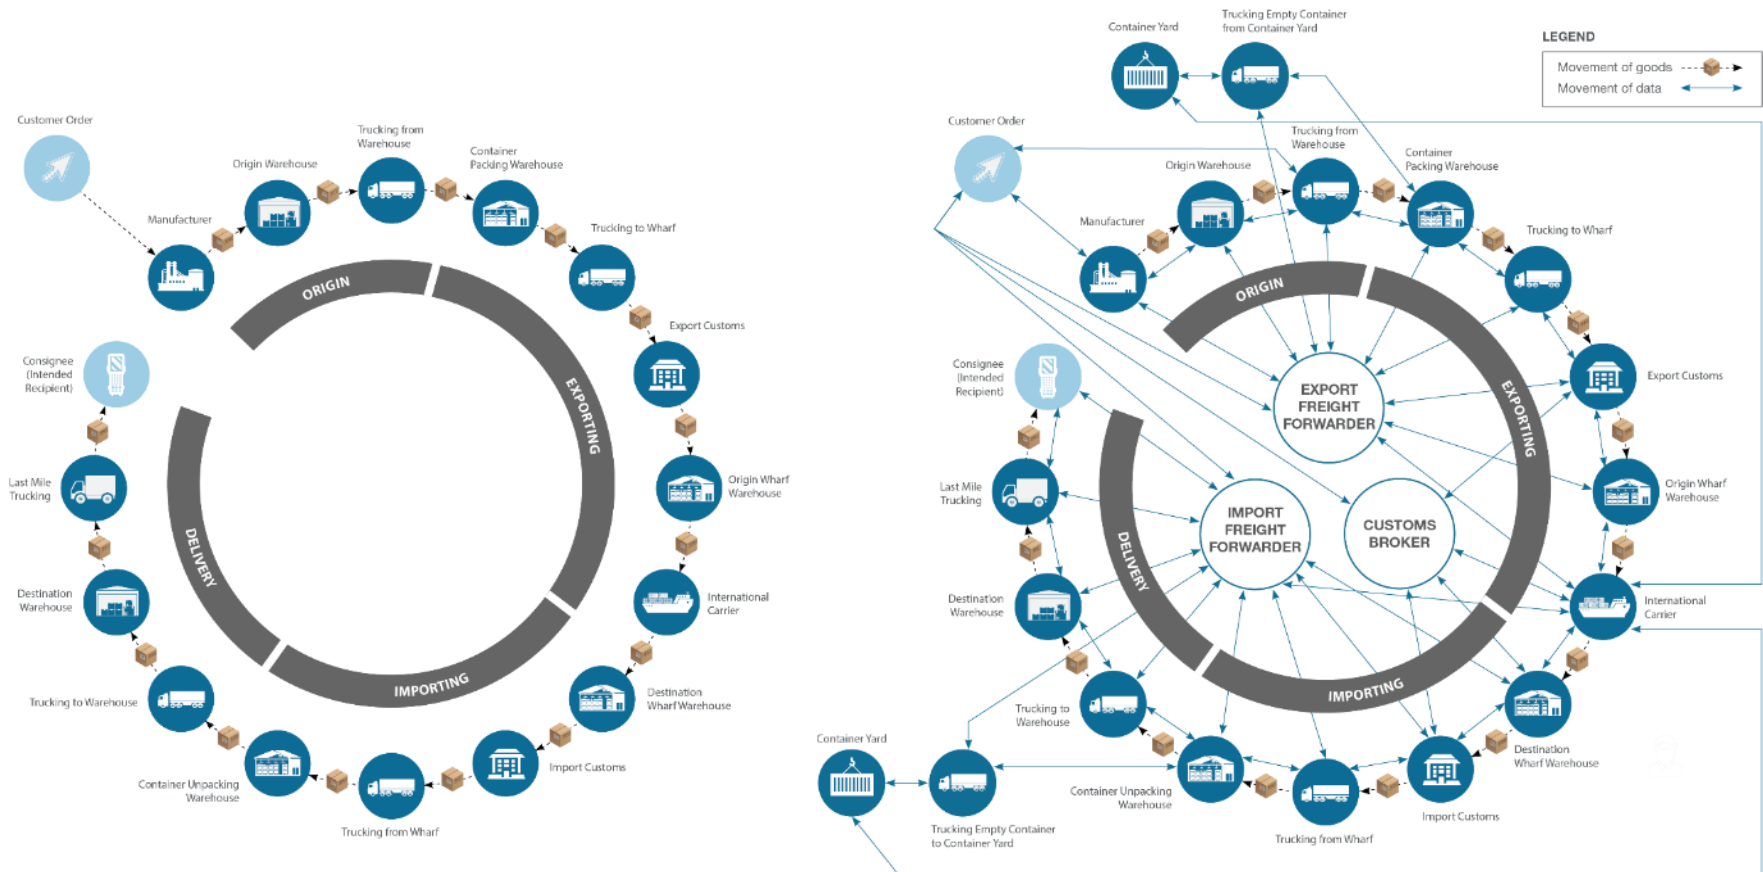 Customer Order
Manufacturer
Origin Warehouse
Trucking from
Warehouse
Container
Packing Warehouse
Trucking to Wharf
Export Customs
Origin Wharf
Warehouse
International
Carrier
Destination
Wharf Warehouse
Import Customs
Trucking from Wharf
Container Unpacking
Warehouse
Trucking to Warehouse
Destination
Warehouse
Last Mile
Trucking
Consignee
(Intended
Recipient)
ORIGIN
EXPORTING
IMPORTING
DELIVERY
Container Yard
Trucking Empty Container
from Container Yard
LEGEND
Movement of goods
Movement of data
Customer Order
Manufacturer
Origin Warehouse
Trucking from
Warehouse
Container
Packing Warehouse
Trucking to Wharf
Export Customs
Origin Wharf
Warehouse
International
Carrier
Destination
Wharf Warehouse
Import Customs
Trucking from Wharf
Container Unpacking
Warehouse
Trucking Empty Container
to Container Yard
Container Yard
Trucking to
Warehouse
Destination
Warehouse
Last Mile
Trucking
Consignee
(Intended
Recipient)
ORIGIN
EXPORTING
IMPORTING
DELIVERY
EXPORT
FREIGHT
FORWARDER
IMPORT
FREIGHT
FORWARDER
CUSTOMS
BROKER